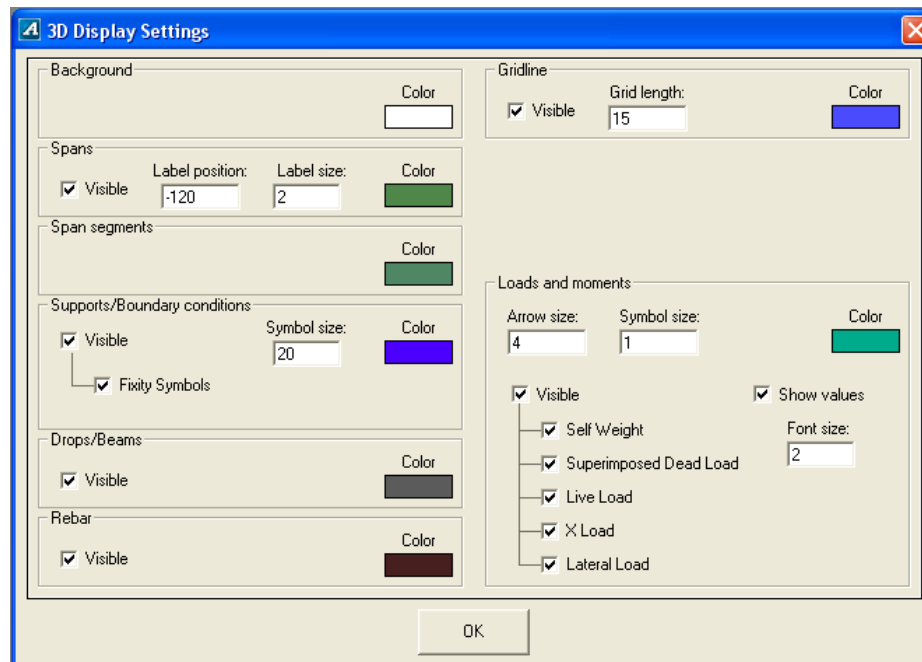 3D Display Settings
Background
Color
Spans
Visible
Label position:
-120
Label size:
2
Color
Span segments
Color
Supports/Boundary conditions
Visible
Symbol size:
20
Color
Fixity Symbols
Drops/Beams
Visible
Color
Rebar
Visible
Color
Gridline
Visible
Grid length:
15
Color
Loads and moments
Arrow size:
4
Symbol size:
1
Color
Visible
Show values
Self Weight
Font size:
2
Superimposed Dead Load
Live Load
X Load
Lateral Load
OK